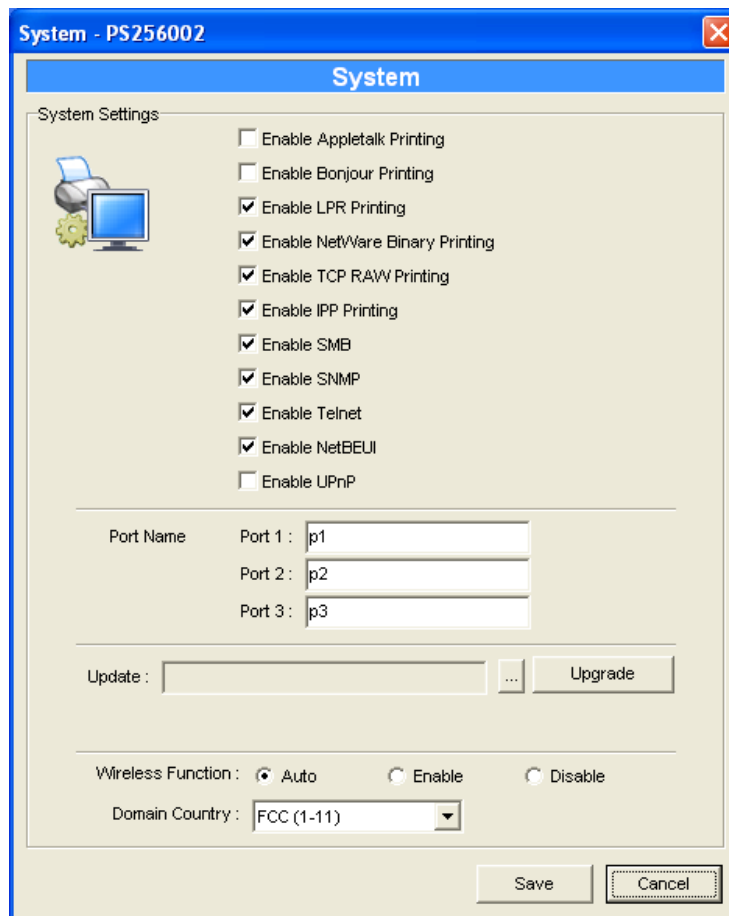 System - PS256002
System
System Settings
Enable Appletalk Printing
Enable Bonjour Printing
Enable LPR Printing
Enable NetWare Binary Printing
Enable TCP RAW Printing
Enable IPP Printing
Enable SMB
Enable SNMP
Enable Telnet
Enable NetBEUI
Enable UPnP
Port Name Port 1 : p1
Port 2 : p2
Port 3 : p3
Update : ... Upgrade
Wireless Function : Auto Enable Disable
Domain Country : FCC (1-11)
Save Cancel